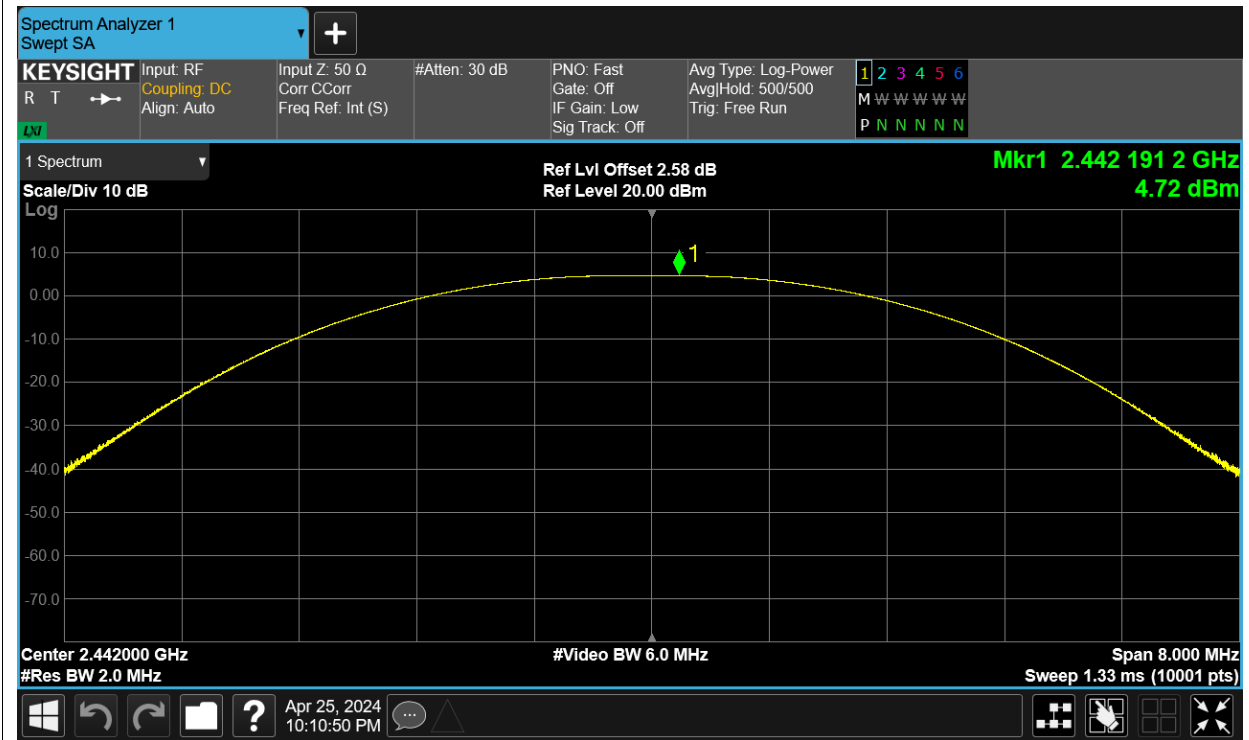 Spectrum Analyzer 1
Swept SA
+
KEYSIGHT
R T
LXI
Input: RF
Coupling: DC
Align: Auto
Input Z: 50 Ω
Corr CCorr
Freq Ref: Int (S)
#Atten: 30 dB
PNO: Fast
Gate: Off
IF Gain: Low
Sig Track: Off
Avg Type: Log-Power
Avg|Hold: 500/500
Trig: Free Run
1 2 3 4 5 6
M W W W W W
P N N N N N
1 Spectrum
Scale/Div 10 dB
Ref Lvl Offset 2.58 dB
Ref Level 20.00 dBm
Mkr1 2.442 191 2 GHz
4.72 dBm
Log
10.0
0.00
-10.0
-20.0
-30.0
-40.0
-50.0
-60.0
-70.0
1
Center 2.442000 GHz
#Res BW 2.0 MHz
#Video BW 6.0 MHz
Span 8.000 MHz
Sweep 1.33 ms (10001 pts)
?
Apr 25, 2024
10:10:50 PM